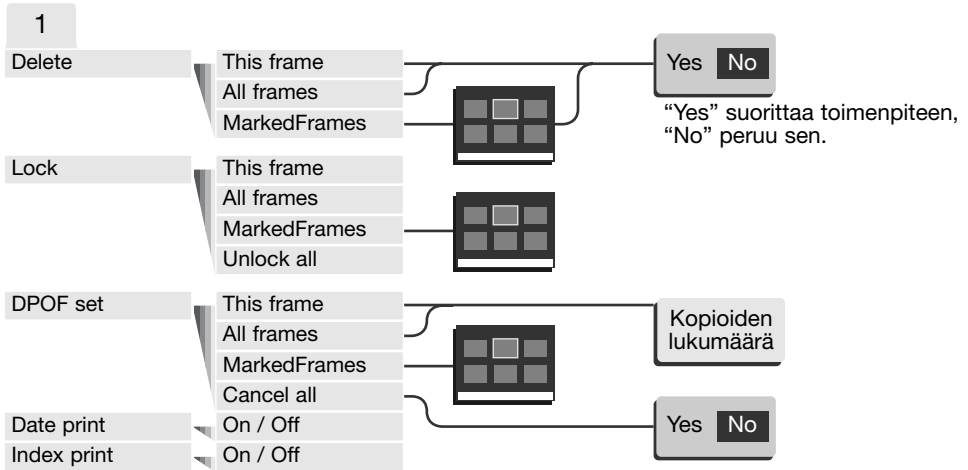 1
Delete
This frame
All frames
MarkedFrames
Yes No
“Yes” suorittaa toimenpiteen,
“No” peruu sen.
Lock
This frame
All frames
MarkedFrames
Unlock all
DPOF set
This frame
All frames
MarkedFrames
Cancel all
Kopioiden
lukumäärä
Yes No
Date print
On / Off
Index print
On / Off